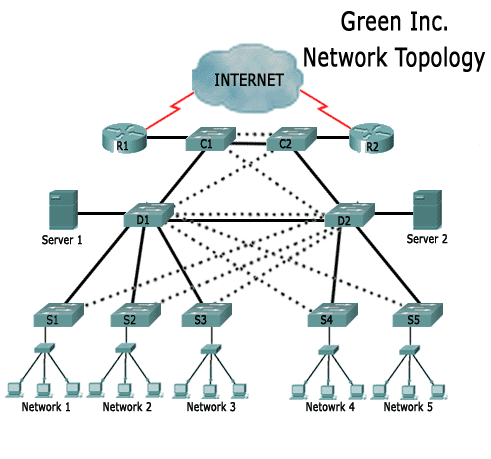 Green Inc.
Network Topology
INTERNET
R1
C1
C2
R2
D1
D2
Server 1
Server 2
S1
S2
S3
S4
S5
Network 1
Network 2
Network 3
Netowrk 4
Network 5